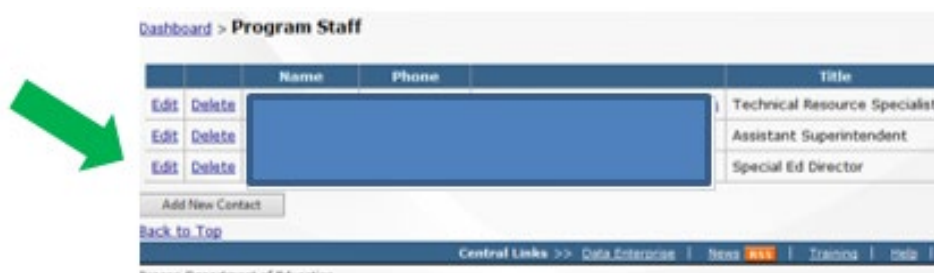 Dashboard > Program Staff
Name Phone Title
Edit Delete Technical Resource Specialist
Edit Delete Assistant Superintendent
Edit Delete Special Ed Director
Add New Contact
Back to Top
Central Links >> Data Enterprise | News RSS | Training | Help |